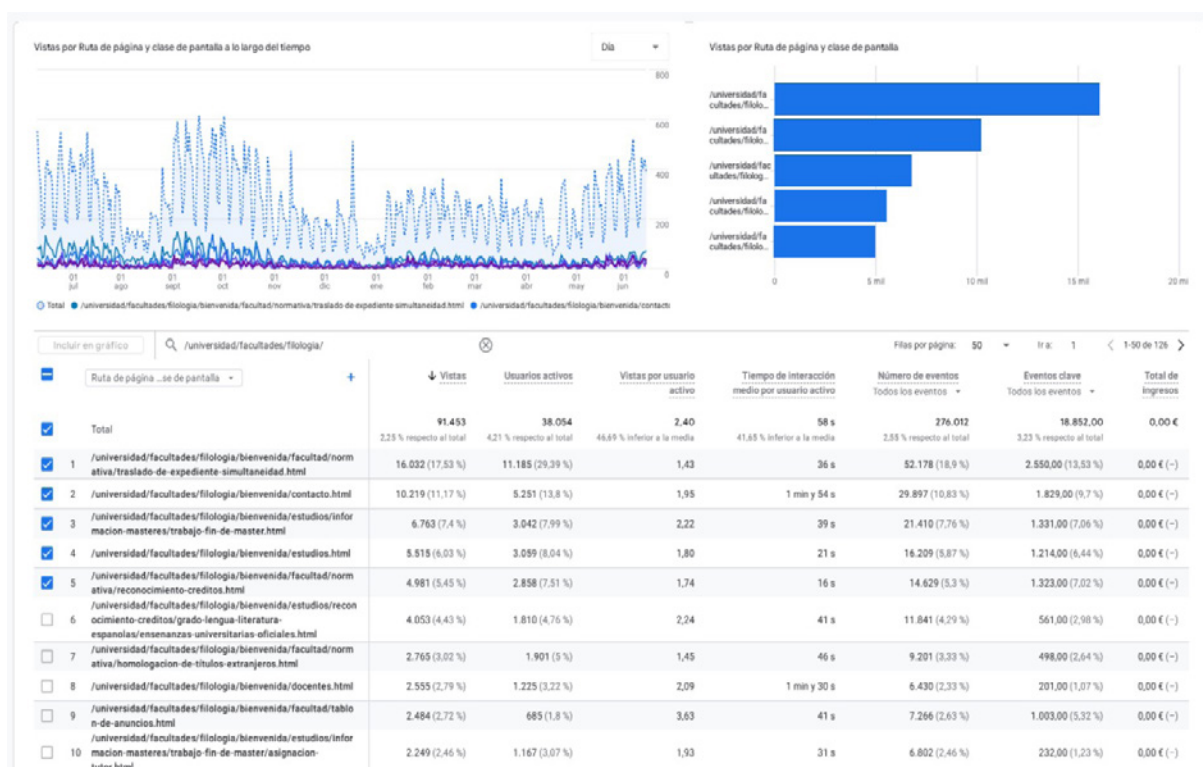 Vistas por Ruta de página y clase de pantalla a lo largo del tiempo
Día
800
600
400
200
0
01 jul
01 ago
01 sept
01 oct
01 nov
01 dic
01 ene
01 feb
01 mar
01 abr
01 may
01 jun
Total /universidad/facultades/filologia/bienvenida/facultad/normativa/traslado-de-expediente-simultaneidad.html /universidad/facultades/filologia/bienvenida/contacto
Vistas por Ruta de página y clase de pantalla
/universidad/fa
cultades/filolo...
/universidad/fa
cultades/filolo...
/universidad/fac
ultades/filolog...
/universidad/fa
cultades/filolo...
/universidad/fa
cultades/filolo...
0 5 mil 10 mil 15 mil 20 mil
Incluir en gráfico /universidad/facultades/filologia/ Filas por página: 50 Ir a: 1 1-50 de 126
Ruta de página ...se de pantalla + Vistas Usuarios activos Vistas por usuario Tiempo de interacción Número de eventos Eventos clave Total de
activo medio por usuario activo Todos los eventos Todos los eventos ingresos
Total 91.453 38.054 2,40 58 s 276.012 18.852,00 0,00 €
2,25 % respecto al total 4,21 % respecto al total 46,69 % inferior a la media 41,65 % inferior a la media 2,55 % respecto al total 3,23 % respecto al total
1 /universidad/facultades/filologia/bienvenida/facultad/norm 16.032 (17,53 %) 11.185 (29,39 %) 1,43 36 s 52.178 (18,9 %) 2.550,00 (13,53 %) 0,00 € (–)
ativa/traslado-de-expediente-simultaneidad.html
2 /universidad/facultades/filologia/bienvenida/contacto.html 10.219 (11,17 %) 5.251 (13,8 %) 1,95 1 min y 54 s 29.897 (10,83 %) 1.829,00 (9,7 %) 0,00 € (–)
3 /universidad/facultades/filologia/bienvenida/estudios/infor 6.763 (7,4 %) 3.042 (7,99 %) 2,22 39 s 21.410 (7,76 %) 1.331,00 (7,06 %) 0,00 € (–)
macion-masteres/trabajo-fin-de-master.html
4 /universidad/facultades/filologia/bienvenida/estudios.html 5.515 (6,03 %) 3.059 (8,04 %) 1,80 21 s 16.209 (5,87 %) 1.214,00 (6,44 %) 0,00 € (–)
5 /universidad/facultades/filologia/bienvenida/facultad/norm 4.981 (5,45 %) 2.858 (7,51 %) 1,74 16 s 14.629 (5,3 %) 1.323,00 (7,02 %) 0,00 € (–)
ativa/reconocimiento-creditos.html
/universidad/facultades/filologia/bienvenida/estudios/recon
6 ocimiento-creditos/grado-lengua-literatura- 4.053 (4,43 %) 1.810 (4,76 %) 2,24 41 s 11.841 (4,29 %) 561,00 (2,98 %) 0,00 € (–)
espanolas/ensenanzas-universitarias-oficiales.html
7 /universidad/facultades/filologia/bienvenida/facultad/norm 2.765 (3,02 %) 1.901 (5 %) 1,45 46 s 9.201 (3,33 %) 498,00 (2,64 %) 0,00 € (–)
ativa/homologacion-de-titulos-extranjeros.html
8 /universidad/facultades/filologia/bienvenida/docentes.html 2.555 (2,79 %) 1.225 (3,22 %) 2,09 1 min y 30 s 6.430 (2,33 %) 201,00 (1,07 %) 0,00 € (–)
9 /universidad/facultades/filologia/bienvenida/facultad/tablo 2.484 (2,72 %) 685 (1,8 %) 3,63 41 s 7.266 (2,63 %) 1.003,00 (5,32 %) 0,00 € (–)
n-de-anuncios.html
/universidad/facultades/filologia/bienvenida/estudios/infor
10 macion-masteres/trabajo-fin-de-master/asignacion- 2.249 (2,46 %) 1.167 (3,07 %) 1,93 31 s 6.802 (2,46 %) 232,00 (1,23 %) 0,00 € (–)